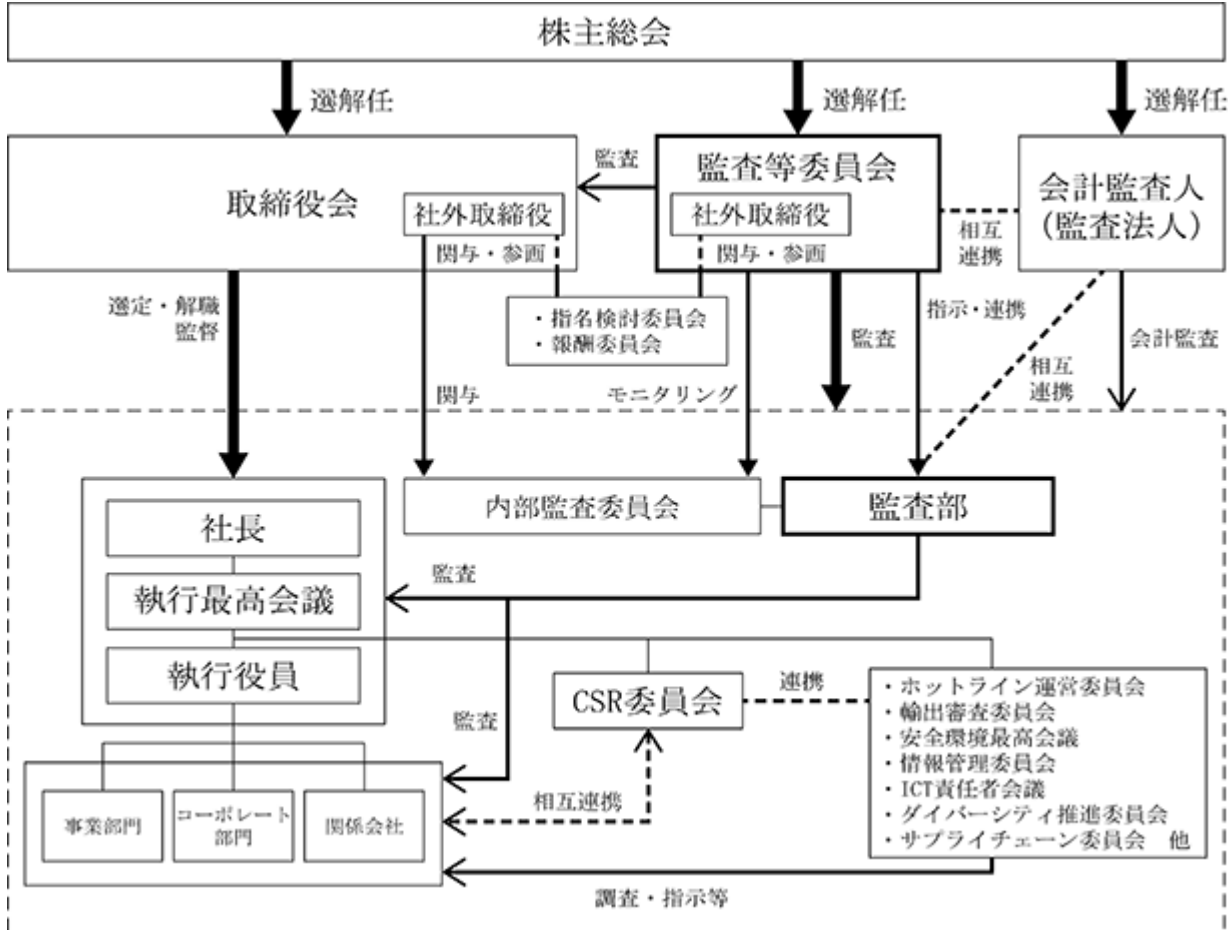 株主総会
選解任
選解任
選解任
取締役会
社外取締役
関与・参画
監査
監査等委員会
社外取締役
関与・参画
相互
連携
会計監査人
(監査法人)
選定・解職
監督
・指名検討委員会
・報酬委員会
監査
指示・連携
会計監査
相互
連携
関与
モニタリング
内部監査委員会
監査部
社長
執行最高会議
執行役員
監査
監査
CSR委員会
連携
・ホットライン運営委員会
・輸出審査委員会
・安全環境最高会議
・情報管理委員会
・ICT責任者会議
・ダイバーシティ推進委員会
・サプライチェーン委員会 他
事業部門
コーポレート
部門
関係会社
相互連携
調査・指示等